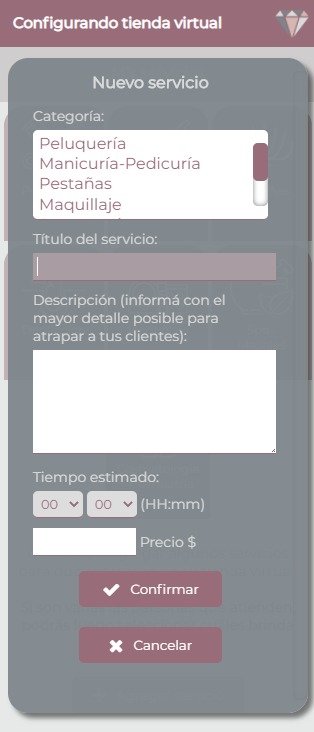 Configurando tienda virtual
Nuevo servicio
Categoría:
Peluquería
Manicuría-Pedicuría
Pestañas
Maquillaje
Título del servicio:
Descripción (informá con el
mayor detalle posible para
atrapar a tus clientes):
Tiempo estimado:
00 00 (HH:mm)
Precio $
Confirmar
Cancelar